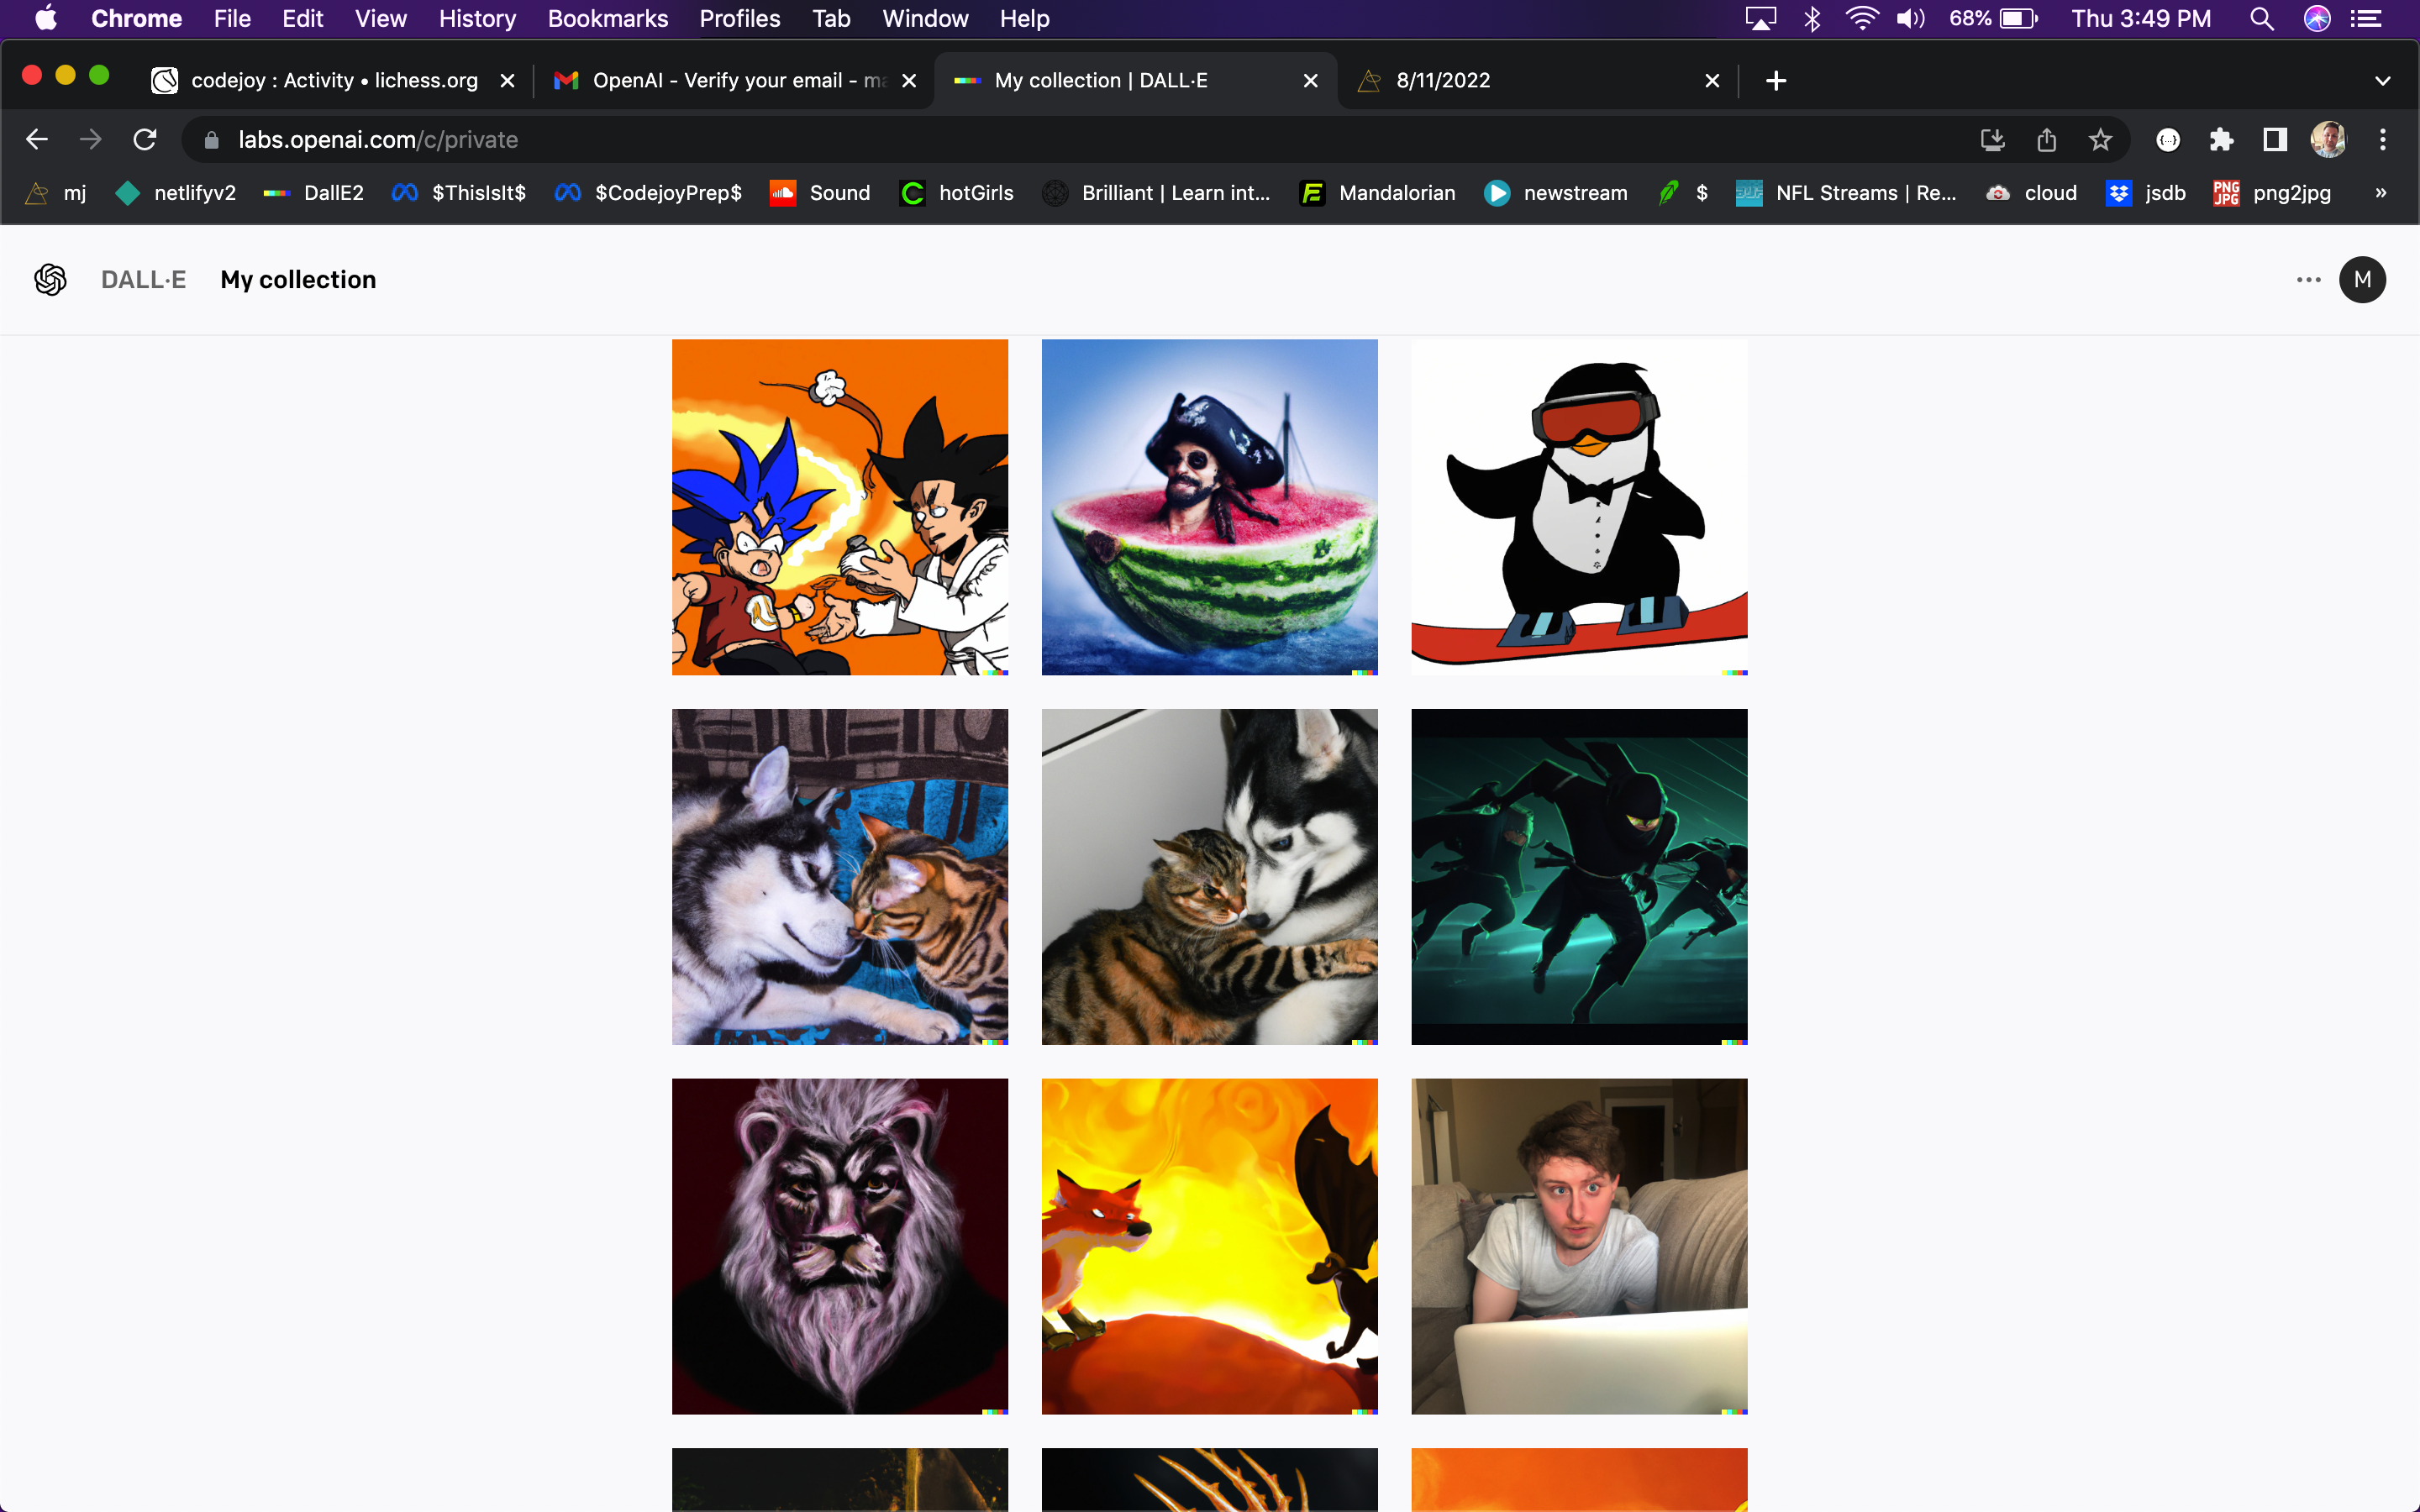 Chrome File Edit View History Bookmarks Profiles Tab Window Help 68% Thu 3:49 PM
codejoy : Activity • lichess.org OpenAI - Verify your email - ma My collection | DALL·E 8/11/2022
labs.openai.com/c/private
mj netlifyv2 DallE2 $ThisIsIt$ $CodejoyPrep$ Sound hotGirls Brilliant | Learn int... Mandalorian newstream $ NFL Streams | Re... cloud jsdb PNG JPG png2jpg »
DALL·E My collection M